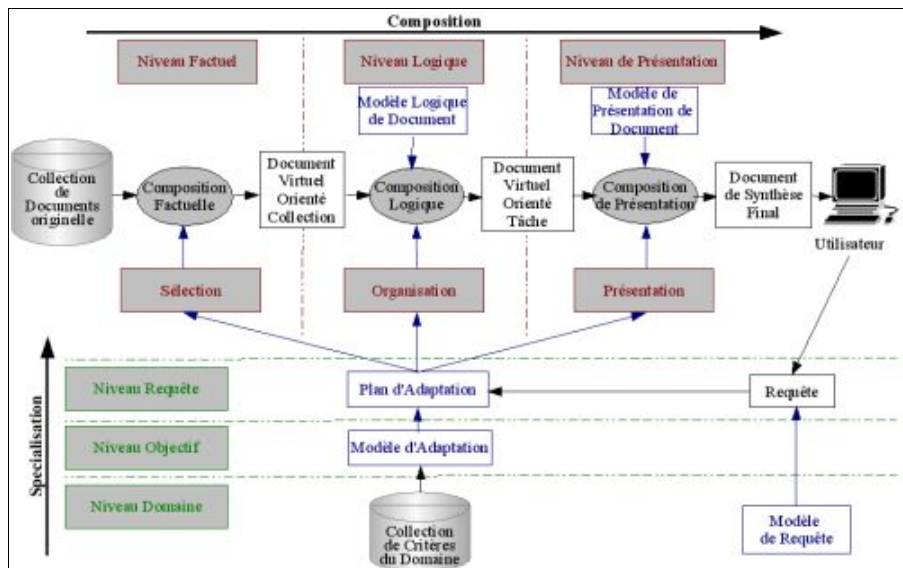 Composition
Niveau Factuel
Niveau Logique
Niveau de Présentation
Modèle Logique
de Document
Modèle de
Présentation de
Document
Collection
de
Documents
originelle
Composition
Factuelle
Document
Virtuel
Orienté
Collection
Composition
Logique
Document
Virtuel
Orienté
Tâche
Composition
de Présentation
Document
de Synthèse
Final
Utilisateur
Sélection
Organisation
Présentation
Specialisation
Niveau Requête
Plan d'Adaptation
Requête
Niveau Objectif
Modèle d'Adaptation
Niveau Domaine
Collection
de Critères
du Domaine
Modèle
de Requête